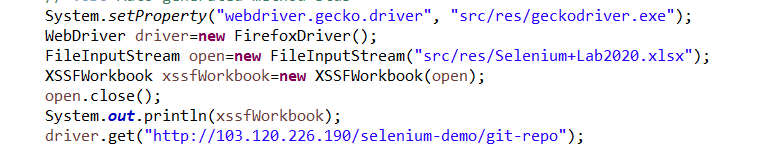 System.setProperty("webdriver.gecko.driver", "src/res/geckodriver.exe");
WebDriver driver=new FirefoxDriver();
FileInputStream open=new FileInputStream("src/res/Selenium+Lab2020.xlsx");
XSSFWorkbook xssfWorkbook=new XSSFWorkbook(open);
open.close();
System.out.println(xssfWorkbook);
driver.get("http://103.120.226.190/selenium-demo/git-repo");